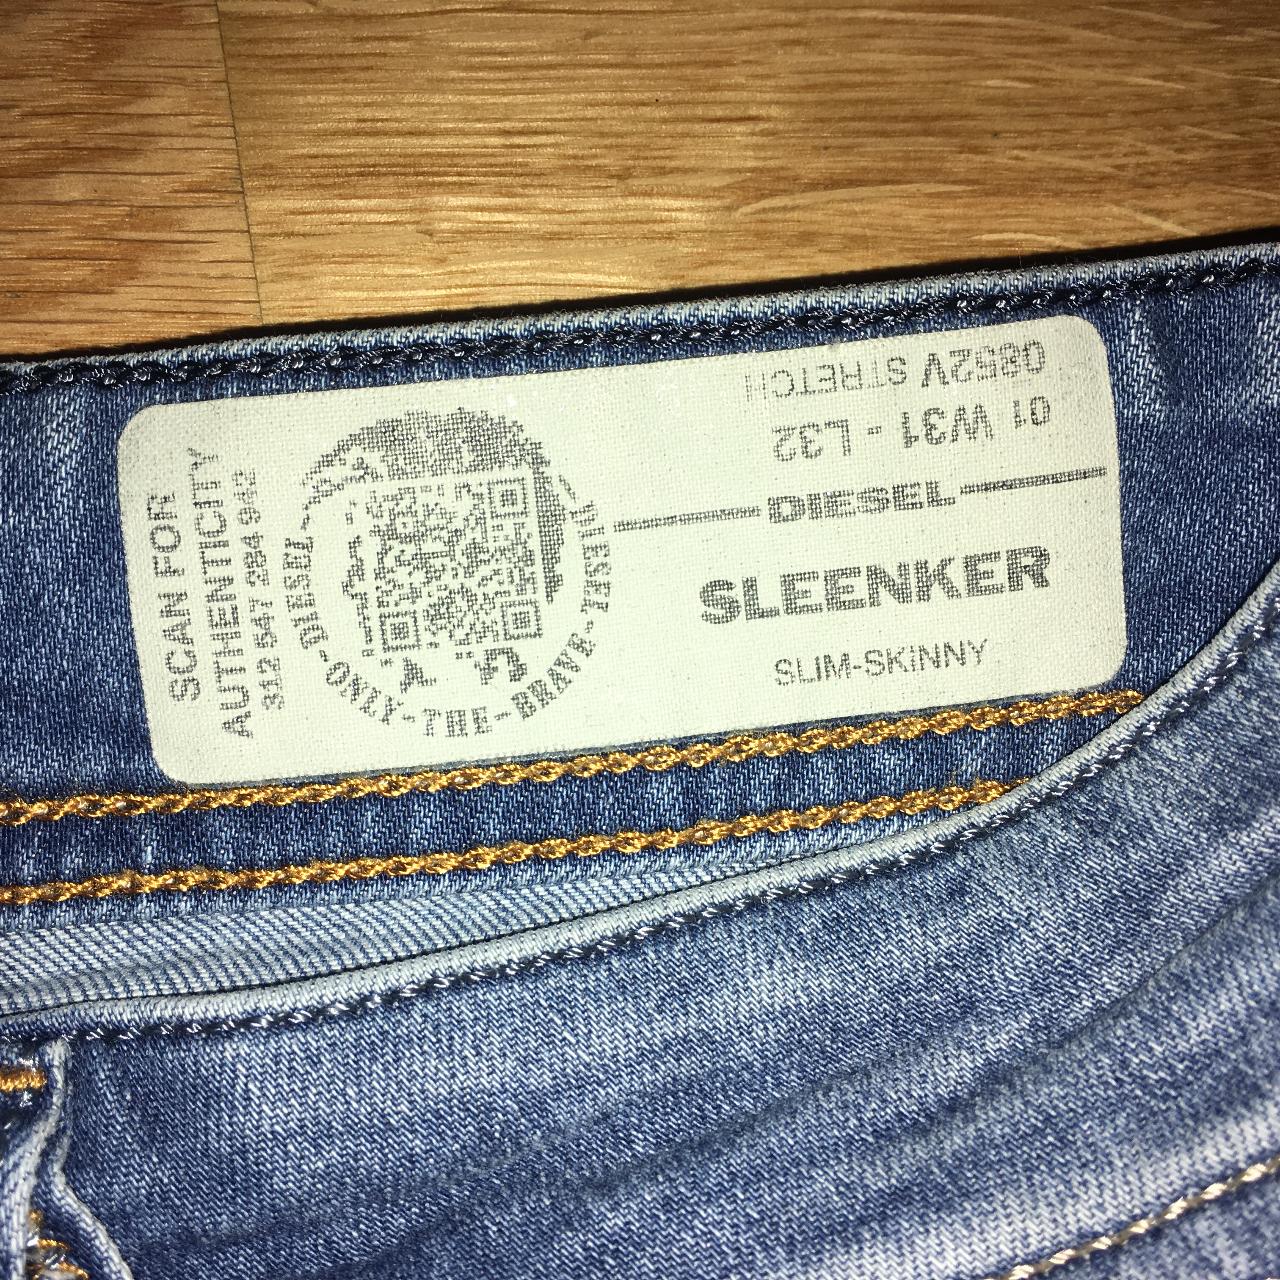 SCAN FOR
AUTHENTICITY
312 547 284 942
DIESEL-ONLY-THE-BRAVE-DIESEL
0852V STRETCH
01 W31 - L32
DIESEL
SLEENKER
SLIM-SKiNNY